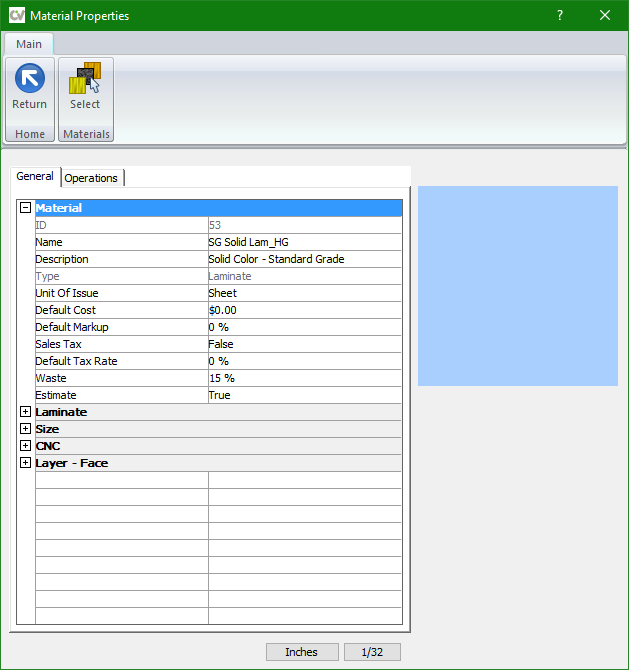 CV Material Properties ?
Main
Return
Select
Home
Materials
General Operations
Material
ID 53
Name SG Solid Lam_HG
Description Solid Color - Standard Grade
Type Laminate
Unit Of Issue Sheet
Default Cost $0.00
Default Markup 0 %
Sales Tax False
Default Tax Rate 0 %
Waste 15 %
Estimate True
Laminate
Size
CNC
Layer - Face
Inches 1/32